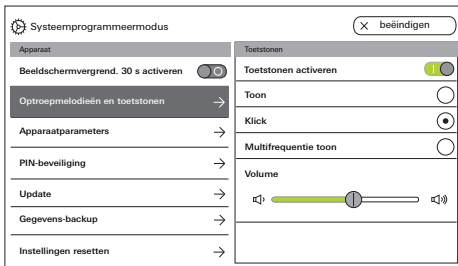 Systeemprogrammeermodus
× beëindigen
Apparaat
Beeldschermvergrend. 30 s activeren
Optroepmelodieën en toetstonen
Apparaatparameters
PIN-beveiliging
Update
Gegevens-backup
Instellingen resetten
Toetstonen
Toetstonen activeren
Toon
Klick
Multifrequentie toon
Volume